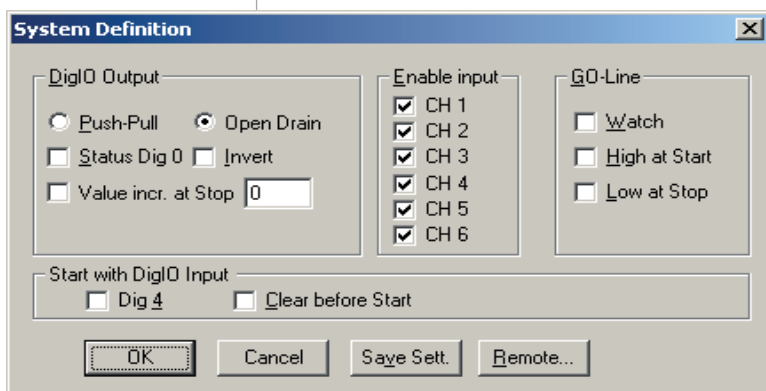 System Definition
DigIO Output
Push-Pull Open Drain
Status Dig 0 Invert
Value incr. at Stop 0
Enable input
CH 1
CH 2
CH 3
CH 4
CH 5
CH 6
GO-Line
Watch
High at Start
Low at Stop
Start with DigIO Input
Dig 4 Clear before Start
OK Cancel Save Sett. Remote...